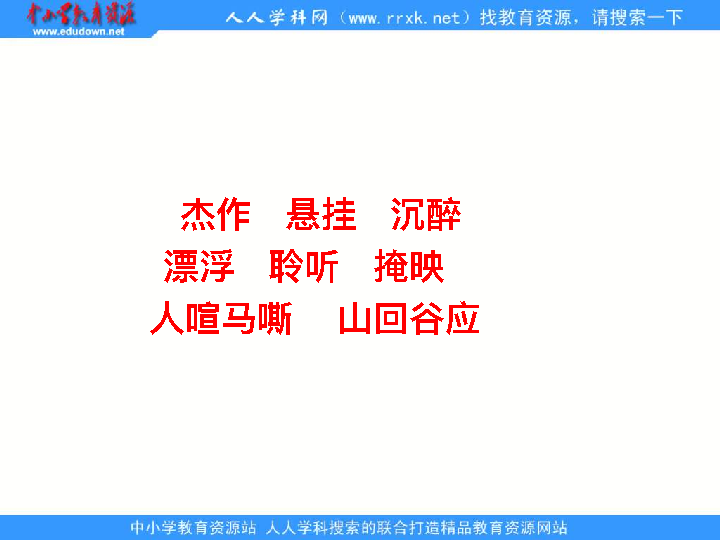 中小学教育资源
www.edudown.net
人人学科网（www.rrxk.net）找教育资源，请搜索一下
杰作 悬挂 沉醉
漂浮 聆听 掩映
人喧马嘶 山回谷应
中小学教育资源站 人人学科搜索的联合打造精品教育资源网站